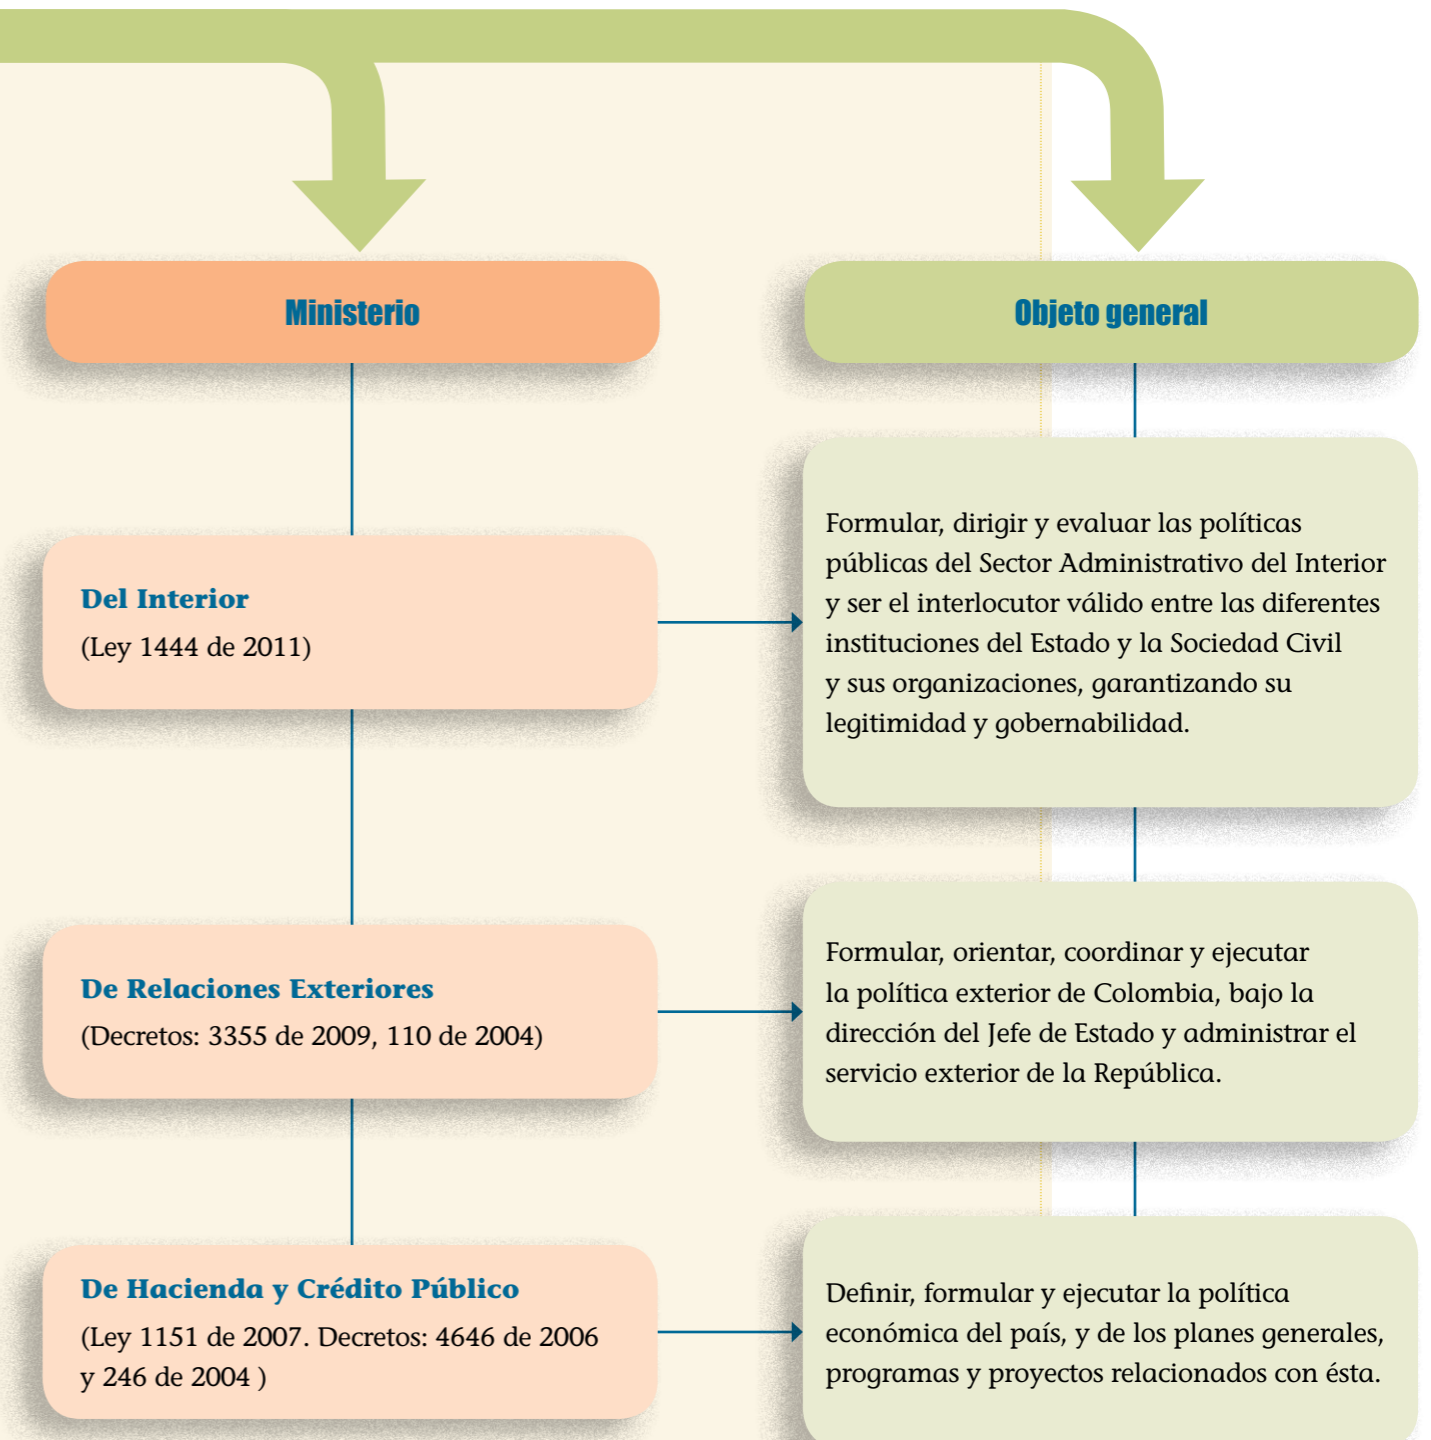 Ministerio
Objeto general
Del Interior
(Ley 1444 de 2011)
Formular, dirigir y evaluar las políticas
públicas del Sector Administrativo del Interior
y ser el interlocutor válido entre las diferentes
instituciones del Estado y la Sociedad Civil
y sus organizaciones, garantizando su
legitimidad y gobernabilidad.
De Relaciones Exteriores
(Decretos: 3355 de 2009, 110 de 2004)
Formular, orientar, coordinar y ejecutar
la política exterior de Colombia, bajo la
dirección del Jefe de Estado y administrar el
servicio exterior de la República.
De Hacienda y Crédito Público
(Ley 1151 de 2007. Decretos: 4646 de 2006
y 246 de 2004 )
Definir, formular y ejecutar la política
económica del país, y de los planes generales,
programas y proyectos relacionados con ésta.